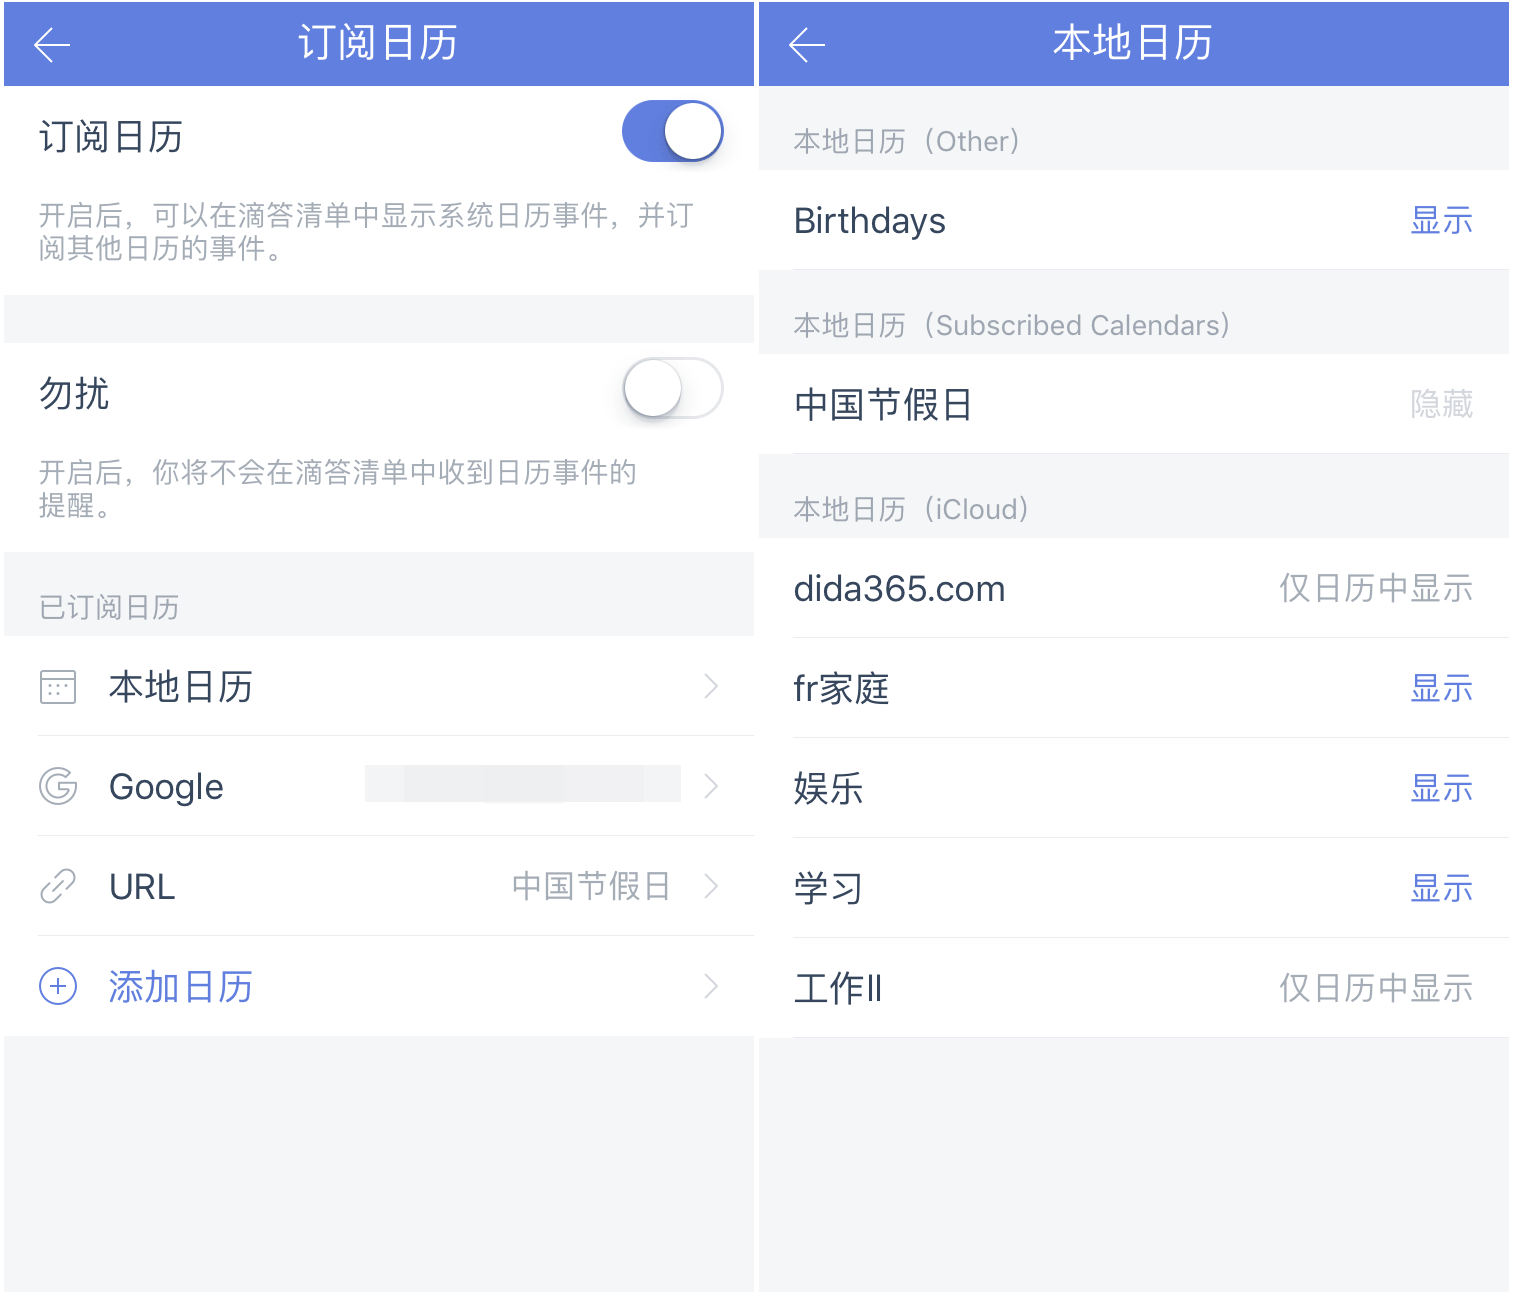 订阅日历
订阅日历
开启后，可以在滴答清单中显示系统日历事件，并订
阅其他日历的事件。
勿扰
开启后，你将不会在滴答清单中收到日历事件的
提醒。
已订阅日历
本地日历
Google
URL 中国节假日
添加日历
本地日历
本地日历（Other）
Birthdays 显示
本地日历（Subscribed Calendars）
中国节假日 隐藏
本地日历（iCloud）
dida365.com 仅日历中显示
fr家庭 显示
娱乐 显示
学习 显示
工作II 仅日历中显示